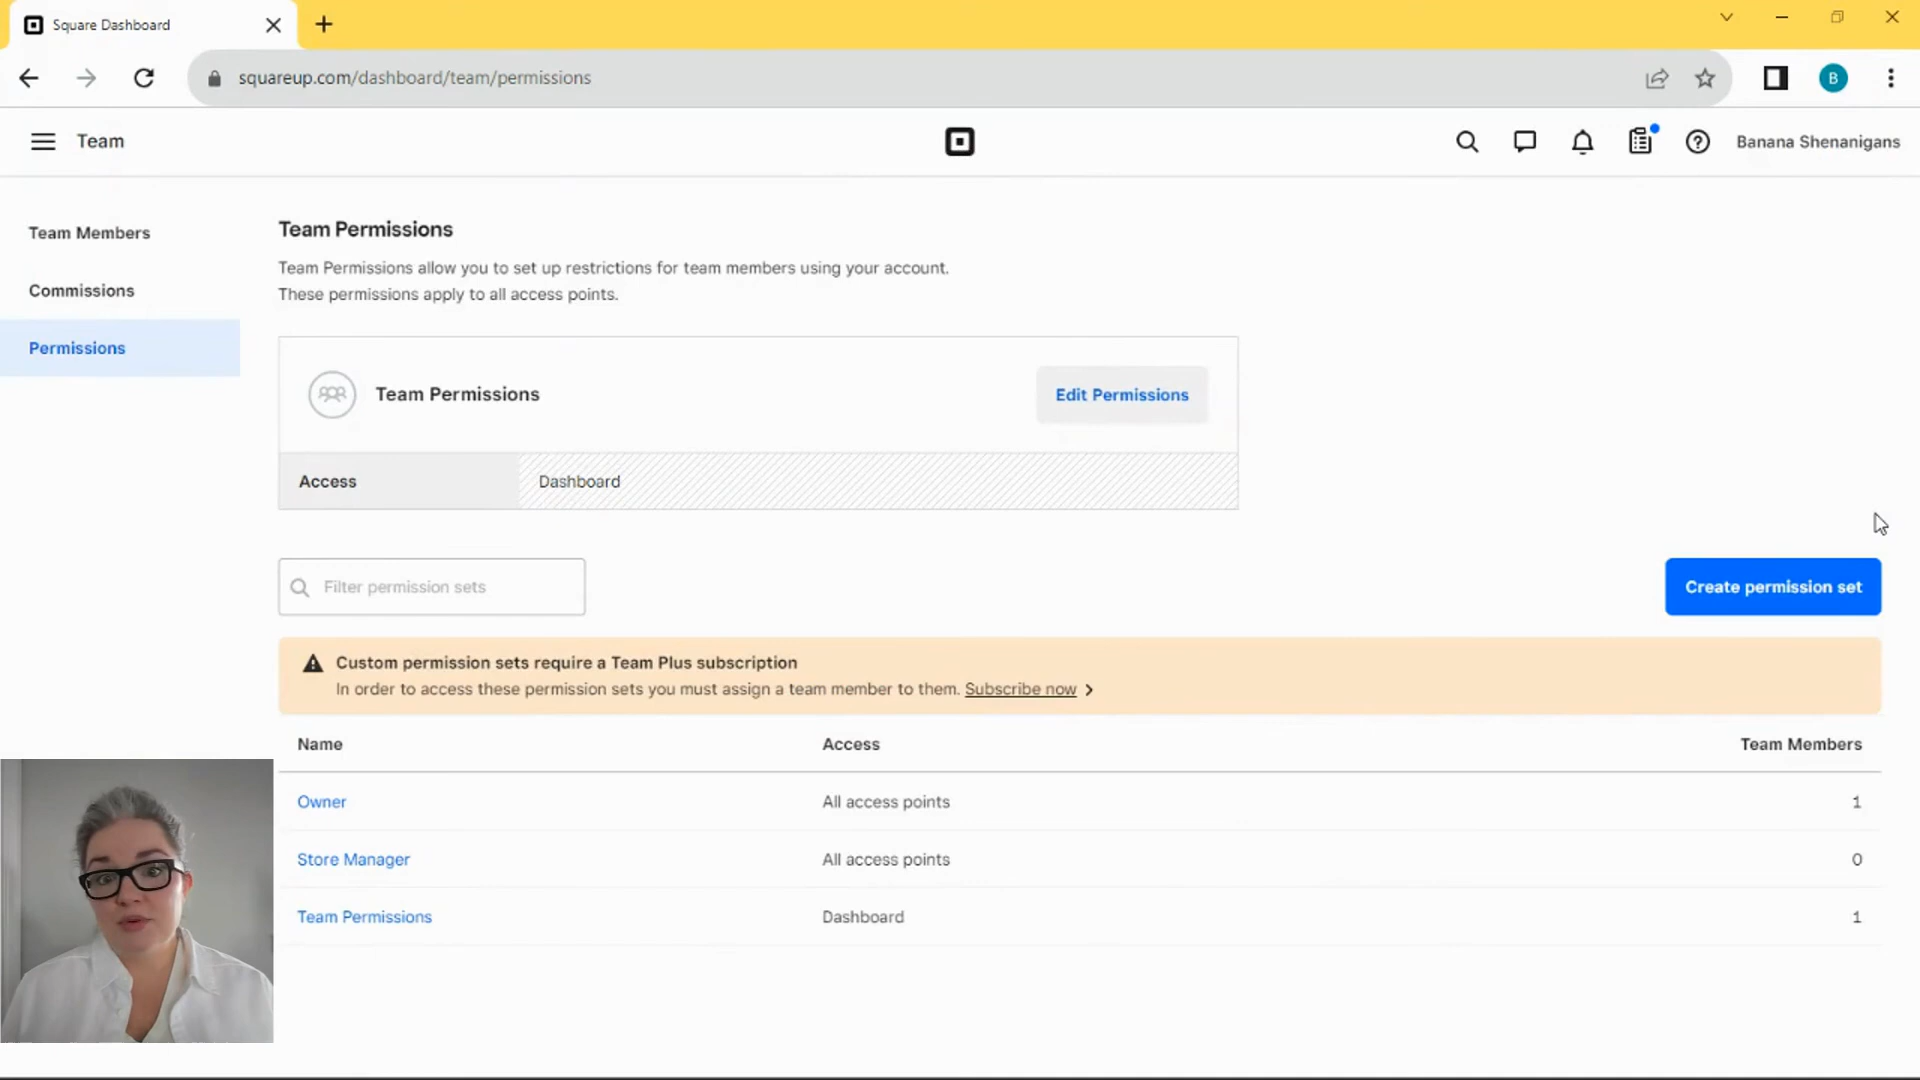 Square Dashboard
squareup.com/dashboard/team/permissions
B
Team
Banana Shenanigans
Team Members
Commissions
Permissions
Team Permissions
Team Permissions allow you to set up restrictions for team members using your account.
These permissions apply to all access points.
Team Permissions
Edit Permissions
Access
Dashboard
Filter permission sets
Create permission set
Custom permission sets require a Team Plus subscription
In order to access these permission sets you must assign a team member to them. Subscribe now
Name Access Team Members
Owner All access points 1
Store Manager All access points 0
Team Permissions Dashboard 1